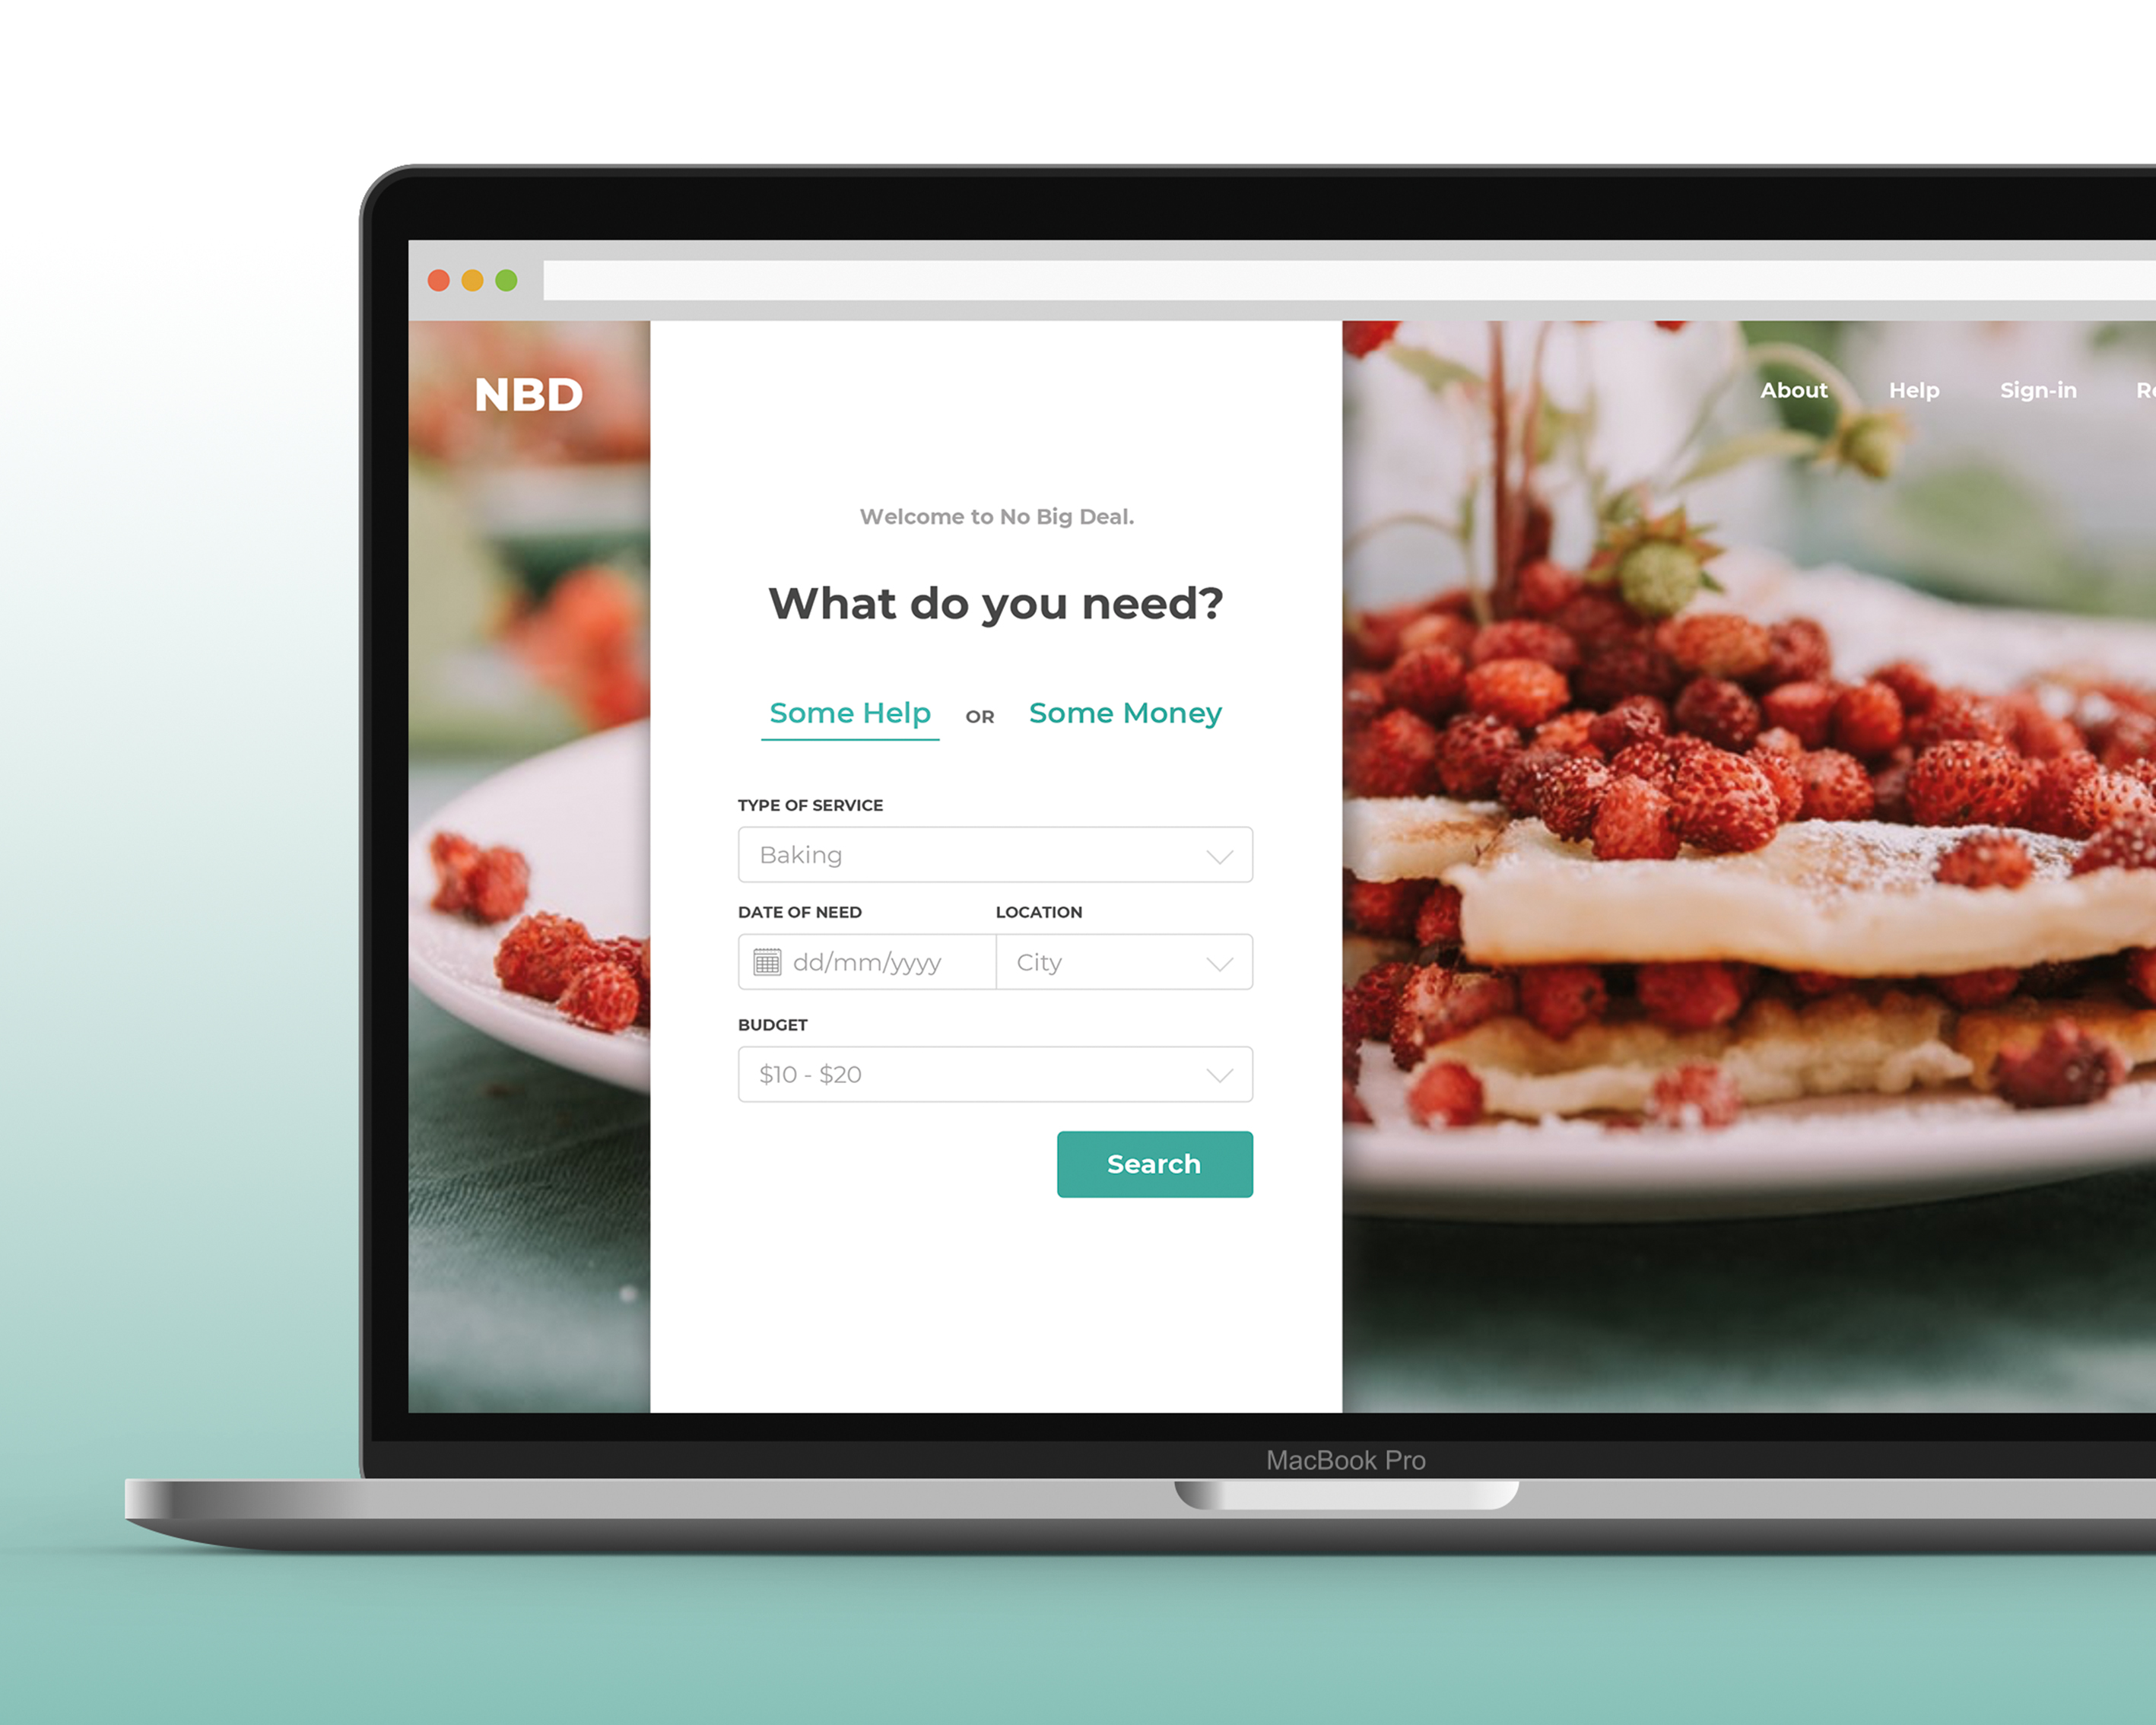 NBD
About Help Sign-in
Welcome to No Big Deal.
What do you need?
Some Help OR Some Money
TYPE OF SERVICE
Baking
DATE OF NEED LOCATION
dd/mm/yyyy City
BUDGET
$10 - $20
Search
MacBook Pro